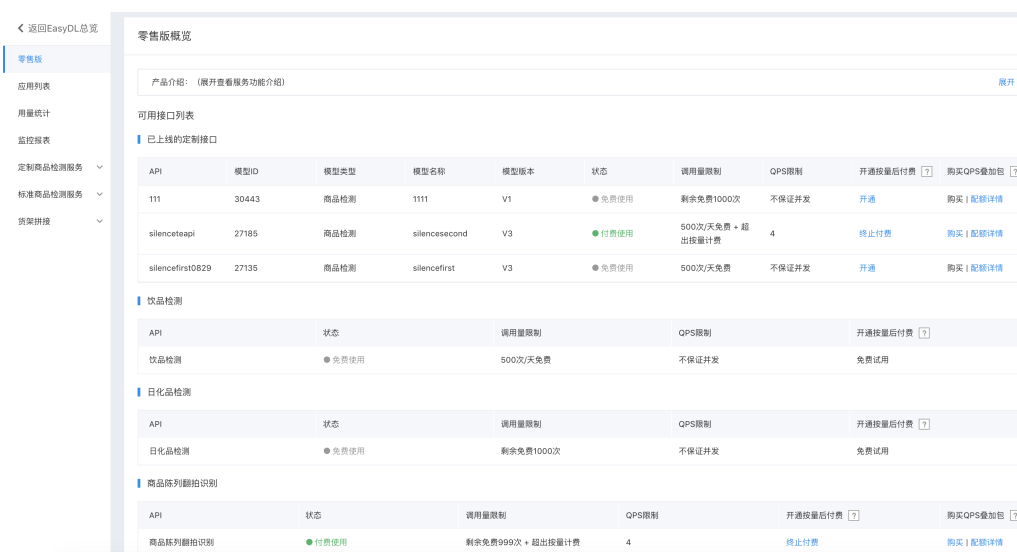 返回EasyDL总览
零售版
应用列表
用量统计
监控报表
定制商品检测服务
标准商品检测服务
货架拼接
零售版概览
产品介绍: （展开查看服务功能介绍） 展开
可用接口列表
已上线的定制接口
API 模型ID 模型类型 模型名称 模型版本 状态 调用量限制 QPS限制 开通按量后付费 ? 购买QPS叠加包 ?
111 30443 商品检测 1111 V1 免费使用 剩余免费1000次 不保证并发 开通 购买 | 配额详情
silenceteapi 27185 商品检测 silencesecond V3 付费使用 500次/天免费 + 超出按量计费 4 终止付费 购买 | 配额详情
silencefirst0829 27135 商品检测 silencefirst V3 免费使用 500次/天免费 不保证并发 开通 购买 | 配额详情
饮品检测
API 状态 调用量限制 QPS限制 开通按量后付费 ?
饮品检测 免费使用 500次/天免费 不保证并发 免费试用
日化品检测
API 状态 调用量限制 QPS限制 开通按量后付费 ?
日化品检测 免费使用 剩余免费1000次 不保证并发 免费试用
商品陈列翻拍识别
API 状态 调用量限制 QPS限制 开通按量后付费 ? 购买QPS叠加包 ?
商品陈列翻拍识别 付费使用 剩余免费999次 + 超出按量计费 4 终止付费 购买 | 配额详情